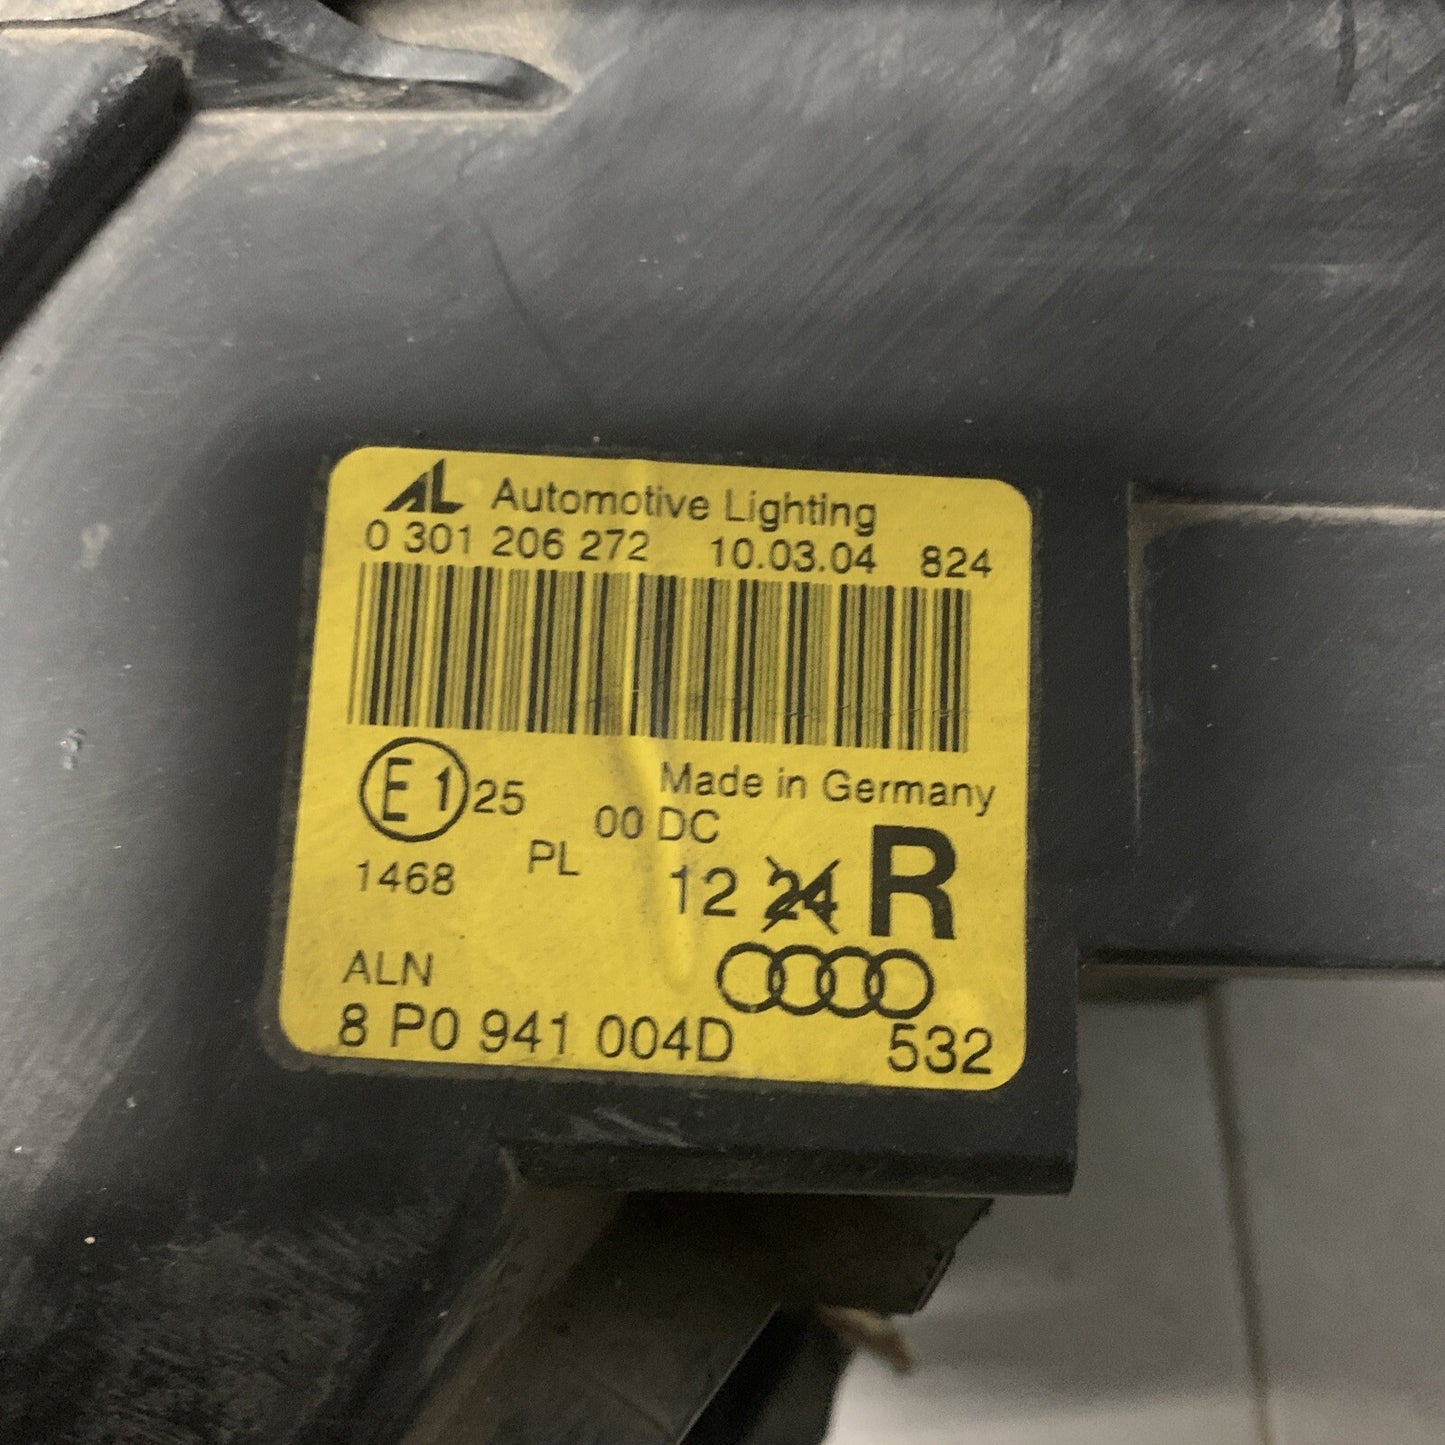 AL Automotive Lighting
0 301 206 272 10.03.04 824
E1 25 Made in Germany
00 DC
1468 PL 12 24 R
ALN
8 P0 941 004D 532